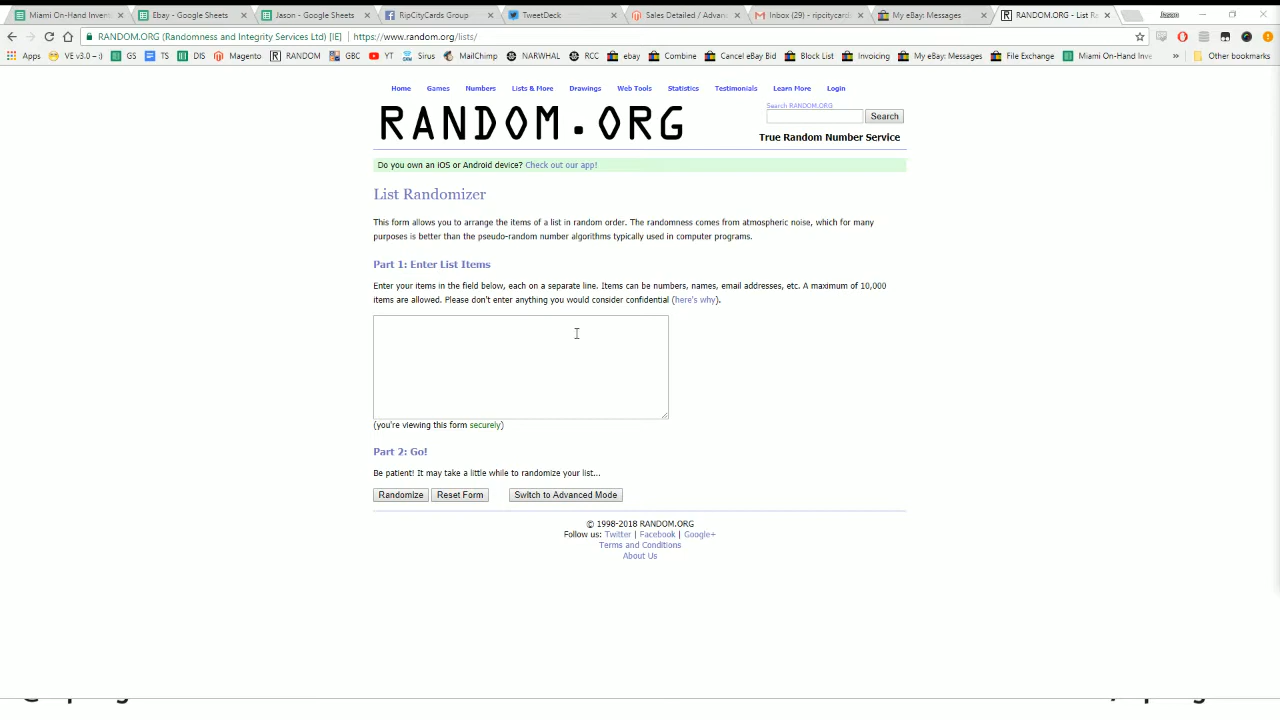 Miami On-Hand Invent
Ebay - Google Sheets
Jason - Google Sheets
RipCityCards Group
TweetDeck
Sales Detailed / Advan
Inbox (29) - ripcitycard
My eBay: Messages
RANDOM.ORG - List Ra
Jason
RANDOM.ORG (Randomness and Integrity Services Ltd) [IE]
https://www.random.org/lists/
Apps
VE v3.0 – :)
GS
TS
DIS
Magento
RANDOM
GBC
YT
Sirus
MailChimp
NARWHAL
RCC
ebay
Combine
Cancel eBay Bid
Block List
Invoicing
My eBay: Messages
File Exchange
Miami On-Hand Inve
»
Other bookmarks
Home
Games
Numbers
Lists & More
Drawings
Web Tools
Statistics
Testimonials
Learn More
Login
RANDOM.ORG
Search RANDOM.ORG
Search
True Random Number Service
Do you own an iOS or Android device? Check out our app!
List Randomizer
This form allows you to arrange the items of a list in random order. The randomness comes from atmospheric noise, which for many
purposes is better than the pseudo-random number algorithms typically used in computer programs.
Part 1: Enter List Items
Enter your items in the field below, each on a separate line. Items can be numbers, names, email addresses, etc. A maximum of 10,000
items are allowed. Please don't enter anything you would consider confidential (here's why).
(you're viewing this form securely)
Part 2: Go!
Be patient! It may take a little while to randomize your list...
Randomize
Reset Form
Switch to Advanced Mode
© 1998-2018 RANDOM.ORG
Follow us: Twitter | Facebook | Google+
Terms and Conditions
About Us